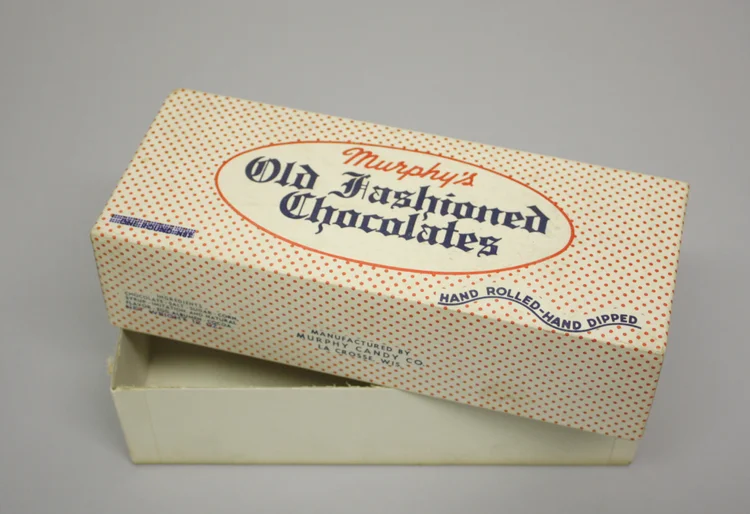 Murphy's
Old Fashioned
Chocolates
HAND ROLLED-HAND DIPPED
MANUFACTURED BY
MURPHY CANDY CO.
LA CROSSE, WIS.